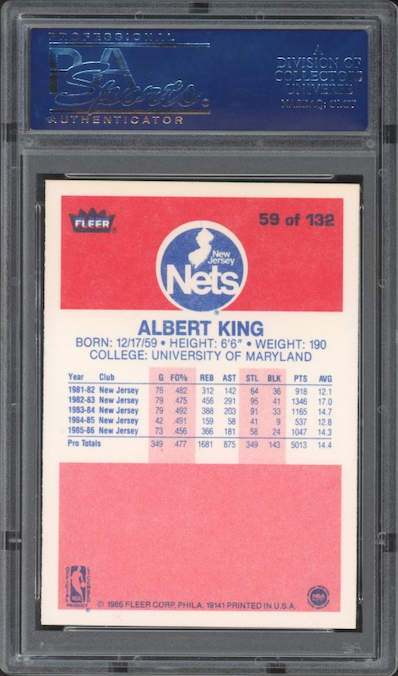 PROFESSIONAL
PSA
Sports
AUTHENTICATOR
A
DIVISION OF
COLLECTORS
UNIVERSE
NASDAQ: CLCT
FLEER®
59 of 132
New
Jersey
Nets
ALBERT KING
BORN: 12/17/59 • HEIGHT: 6'6" • WEIGHT: 190
COLLEGE: UNIVERSITY OF MARYLAND
Year Club G FG% REB AST STL BLK PTS AVG
1981-82 New Jersey 76 .482 312 142 64 36 918 12.1
1982-83 New Jersey 79 .475 456 291 95 41 1346 17.0
1983-84 New Jersey 79 .492 388 203 91 33 1165 14.7
1984-85 New Jersey 42 .491 159 58 41 9 537 12.8
1985-86 New Jersey 73 .456 366 181 58 24 1047 14.3
Pro Totals 349 .477 1681 875 349 143 5013 14.4
NBA
PRODUCT
© 1986 FLEER CORP. PHILA. 19141 PRINTED IN U.S.A.